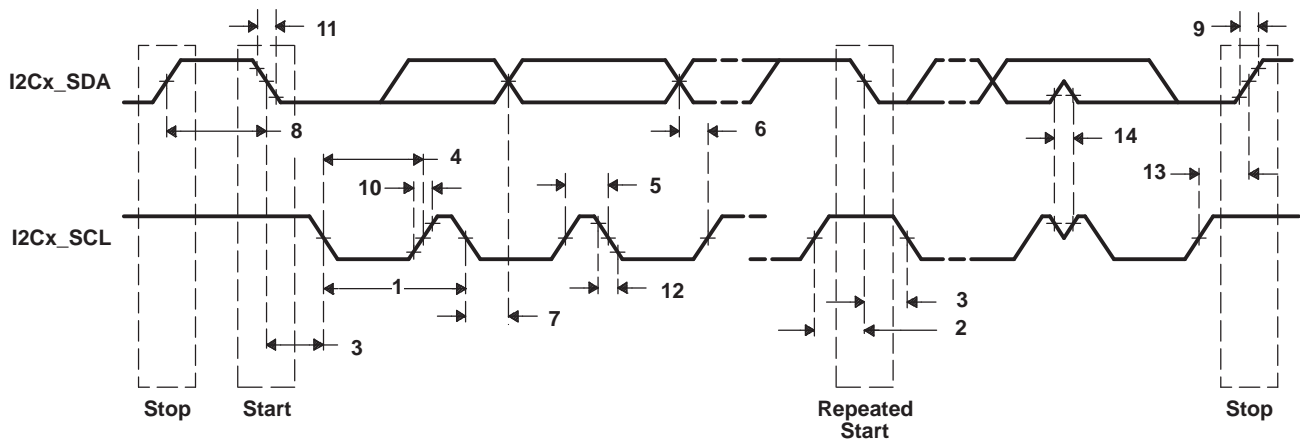 11
9
I2Cx_SDA
8
6
14
4
10
5
13
I2Cx_SCL
1
12
7
3
3
2
Stop
Start
Repeated
Start
Stop